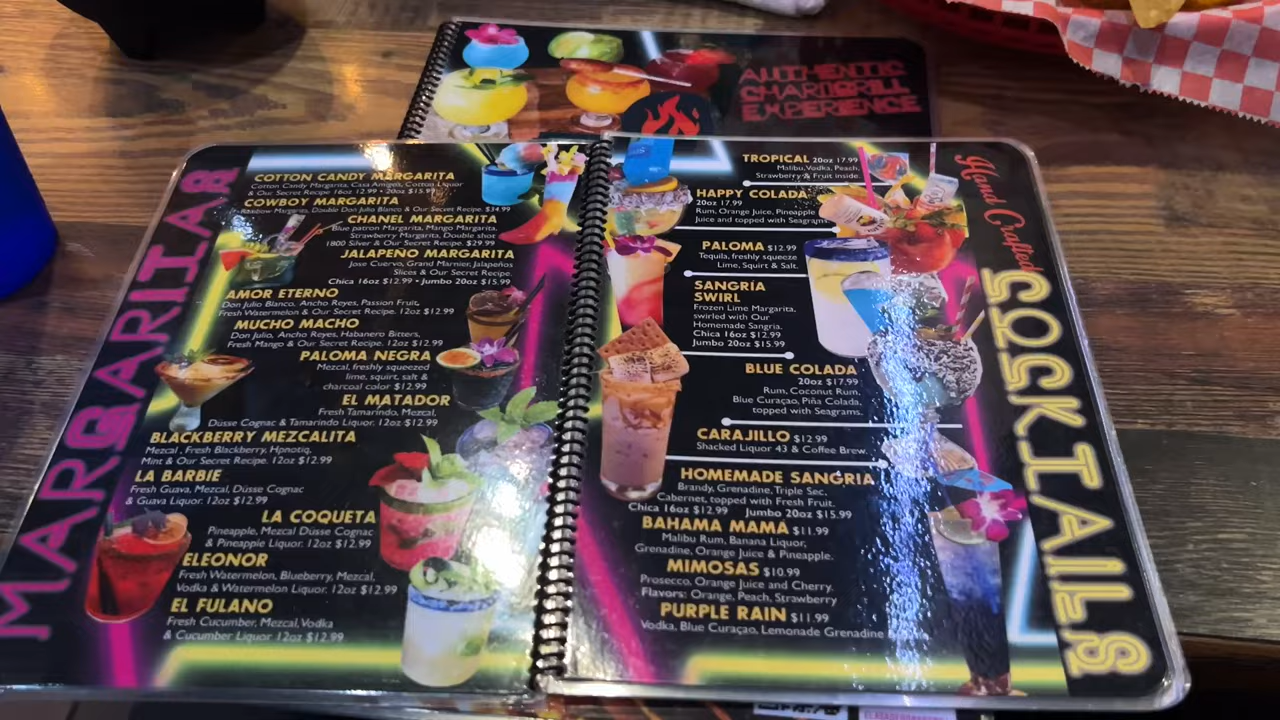 AUTHENTIC
CHARDGRILL
EXPERIENCE
MARGARITAS
COTTON CANDY MARGARITA
Cotton Candy Margarita, Casa Amigos, Cotton Liquor
& Our Secret Recipe 16oz 12.99 • 20oz $15.99
COWBOY MARGARITA
Rainbow Margarita, Double Don Julio Blanco & Our Secret Recipe $34.99
CHANEL MARGARITA
Blue patron Margarita, Mango Margarita,
Strawberry Margarita, Double shot
1800 Silver & Our Secret Recipe. $29.99
JALAPEÑO MARGARITA
Jose Cuervo, Grand Marnier, Jalapeños
Slices & Our Secret Recipe.
Chica 16oz $12.99 • Jumbo 20oz $15.99
AMOR ETERNO
Don Julio Blanco, Ancho Reyes, Passion Fruit,
Fresh Watermelon & Our Secret Recipe. 12oz $12.99
MUCHO MACHO
Don Julio, Ancho Reyes, Habanero Bitters,
Fresh Mango & Our Secret Recipe. 12oz $12.99
PALOMA NEGRA
Mezcal, freshly squeezed
lime, squirt, salt &
charcoal color $12.99
EL MATADOR
Fresh Tamarindo, Mezcal,
Düsse Cognac & Tamarindo Liquor. 12oz $12.99
BLACKBERRY MEZCALITA
Mezcal, Fresh Blackberry, Hpnotiq,
Mint & Our Secret Recipe. 12oz $12.99
LA BARBIE
Fresh Guava, Mezcal, Düsse Cognac
& Guava Liquor. 12oz $12.99
LA COQUETA
Pineapple, Mezcal Düsse Cognac
& Pineapple Liquor. 12oz $12.99
ELEONOR
Fresh Watermelon, Blueberry, Mezcal,
Vodka & Watermelon Liquor. 12oz $12.99
EL FULANO
Fresh Cucumber, Mezcal, Vodka
& Cucumber Liquor 12oz $12.99
Hand Crafted
COCKTAILS
TROPICAL 20oz 17.99
Malibu, Vodka, Peach,
Strawberry & Fruit inside.
HAPPY COLADA
20oz 17.99
Rum, Orange Juice, Pineapple
Juice and topped with Seagrams.
PALOMA $12.99
Tequila, freshly squeeze
Lime, Squirt & Salt.
SANGRÍA
SWIRL
Frozen Lime Margarita,
swirled with Our
Homemade Sangria.
Chica 16oz $12.99
Jumbo 20oz $15.99
BLUE COLADA
20oz $17.99
Rum, Coconut Rum,
Blue Curaçao, Piña Colada,
topped with Seagrams.
CARAJILLO $12.99
Shacked Liquor 43 & Coffee Brew.
HOMEMADE SANGRIA
Brandy, Grenadine, Triple Sec,
Cabernet, topped with Fresh Fruit.
Chica 16oz $12.99 Jumbo 20oz $15.99
BAHAMA MAMA $11.99
Malibu Rum, Banana Liquor,
Grenadine, Orange Juice & Pineapple.
MIMOSAS $10.99
Prosecco, Orange Juice and Cherry.
Flavors: Orange, Peach, Strawberry
PURPLE RAIN $11.99
Vodka, Blue Curaçao, Lemonade Grenadine